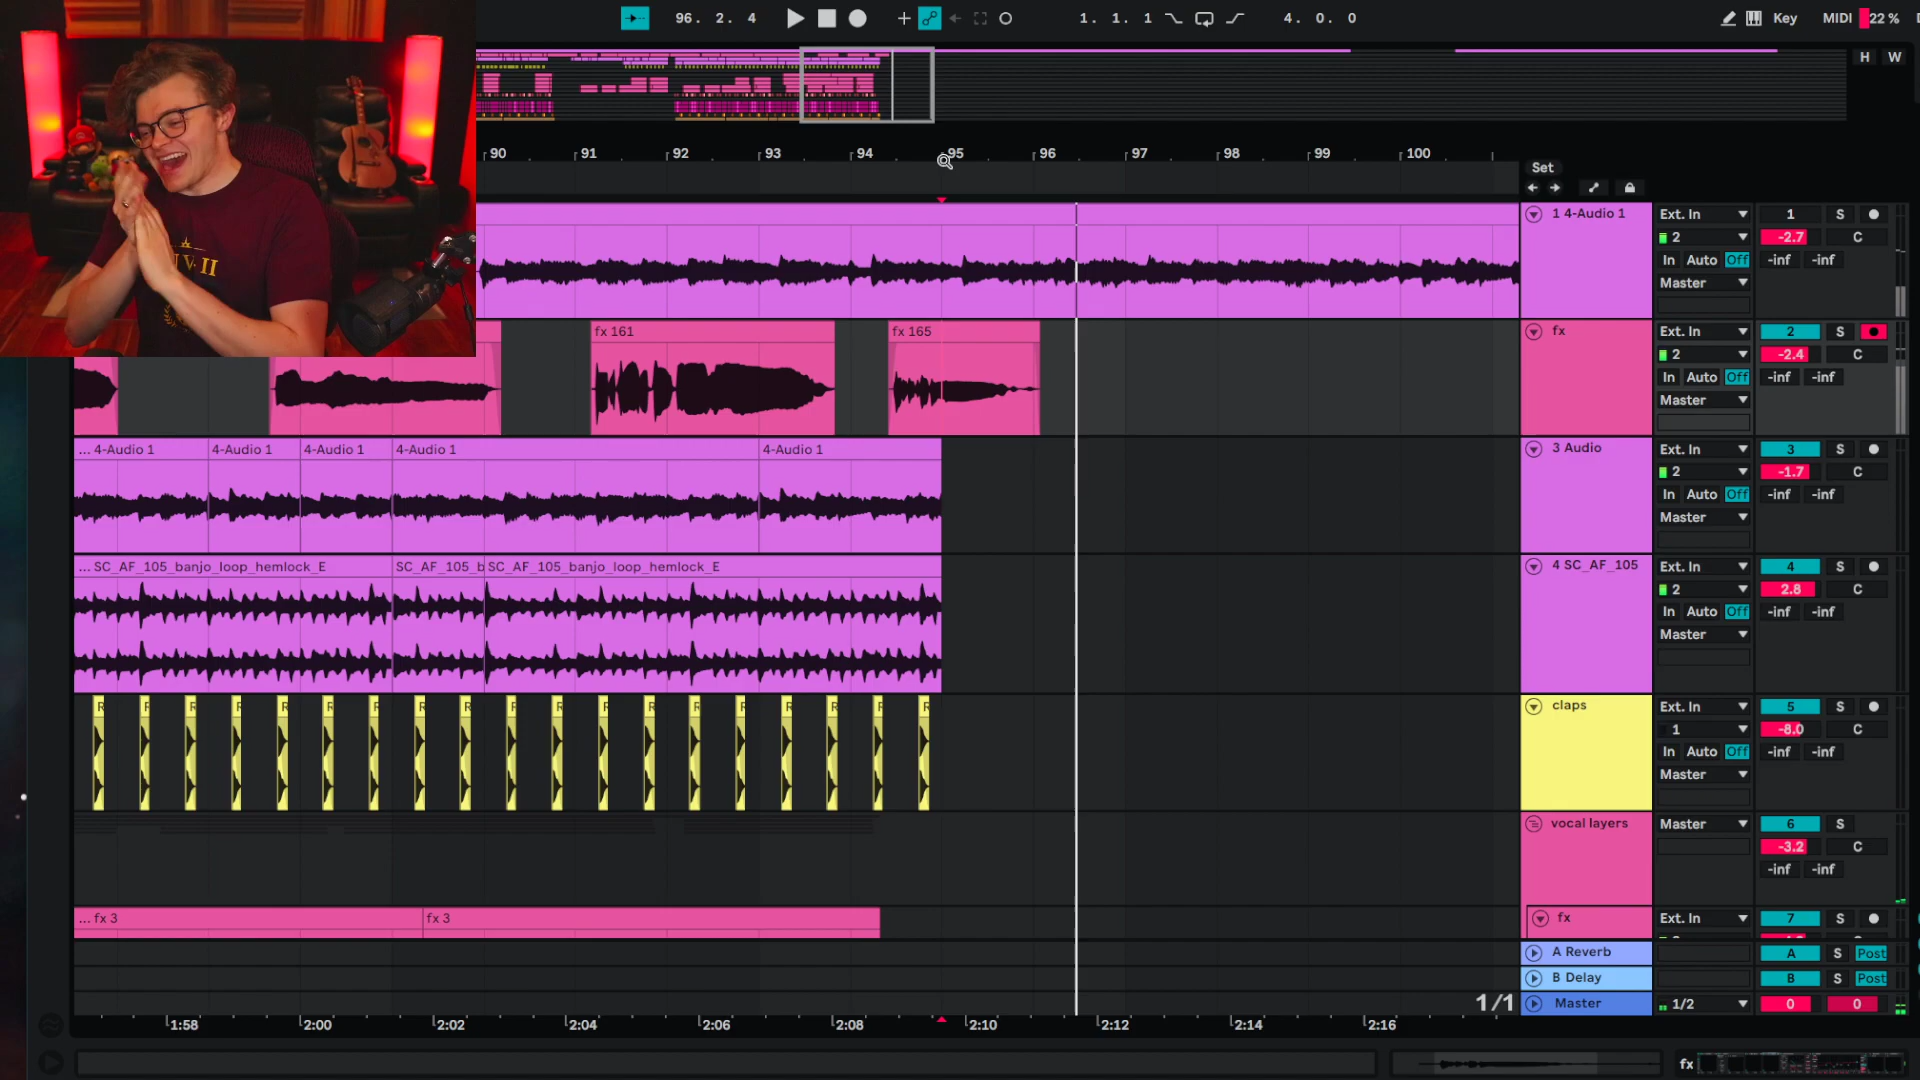 96. 2. 4
1. 1. 1
4. 0. 0
Key
MIDI
22 %
H W
90 91 92 93 94 95 96 97 98 99 100
Set
V II
1 4-Audio 1
Ext. In
1
S
2
-2.7
C
In Auto Off
-inf -inf
Master
fx 161
fx 165
fx
Ext. In
2
S
2
-2.4
C
In Auto Off
-inf -inf
Master
... 4-Audio 1
4-Audio 1
4-Audio 1
4-Audio 1
4-Audio 1
3 Audio
Ext. In
3
S
2
-1.7
C
In Auto Off
-inf -inf
Master
... SC_AF_105_banjo_loop_hemlock_E
SC_AF_105_b
SC_AF_105_banjo_loop_hemlock_E
4 SC_AF_105
Ext. In
4
S
2
2.8
C
In Auto Off
-inf -inf
Master
claps
Ext. In
5
S
1
-8.0
C
In Auto Off
-inf -inf
Master
vocal layers
Master
6
S
-3.2
C
-inf -inf
... fx 3
fx 3
fx
Ext. In
7
S
A Reverb
A
S
Post
B Delay
B
S
Post
1/1
Master
1/2
0
0
1:58 2:00 2:02 2:04 2:06 2:08 2:10 2:12 2:14 2:16
fx